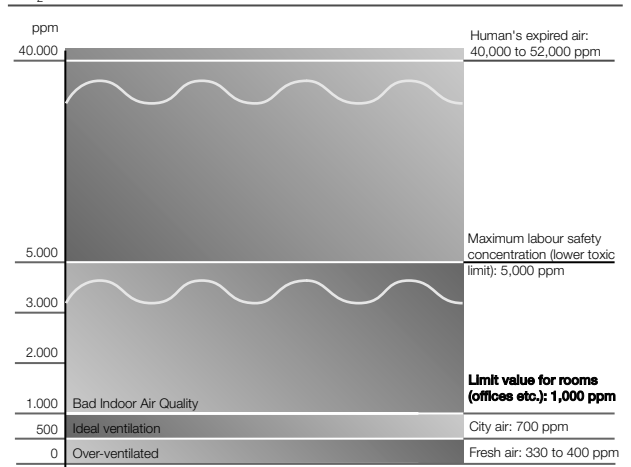 ppm
Human's expired air:
40,000 to 52,000 ppm
40.000
Maximum labour safety
concentration (lower toxic
limit): 5,000 ppm
5.000
3.000
2.000
Limit value for rooms
(offices etc.): 1,000 ppm
1.000
Bad Indoor Air Quality
500
Ideal ventilation
City air: 700 ppm
0
Over-ventilated
Fresh air: 330 to 400 ppm